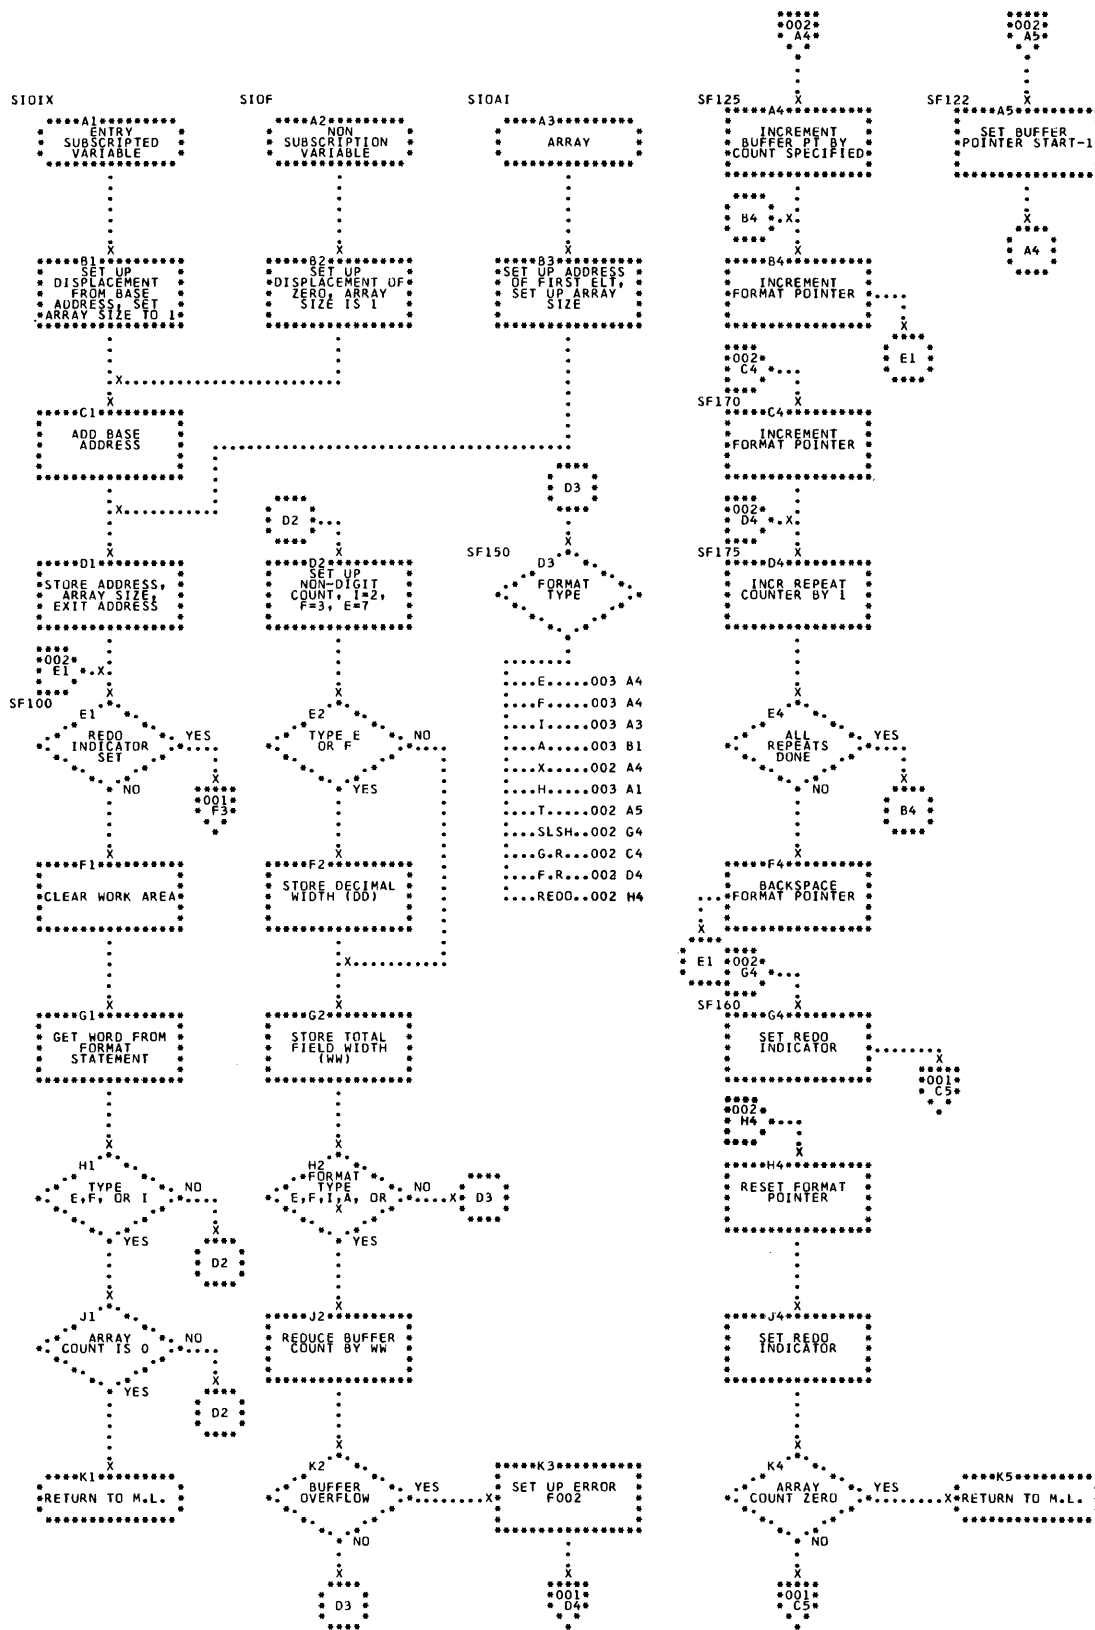 002
A4
002
A5
SIOIX
SIOF
SIOAI
SF125
SF122
A1
ENTRY
SUBSCRIPTED
VARIABLE
A2
NON
SUBSCRIPTION
VARIABLE
A3
ARRAY
A4
INCREMENT
BUFFER PT BY
COUNT SPECIFIED
A5
SET BUFFER
POINTER START-1
B4
X
A4
B1
SET UP
DISPLACEMENT
FROM BASE
ADDRESS, SET
ARRAY SIZE TO 1
B2
SET UP
DISPLACEMENT OF
ZERO, ARRAY
SIZE IS 1
B3
SET UP ADDRESS
OF FIRST ELT,
SET UP ARRAY
SIZE
B4
INCREMENT
FORMAT POINTER
E1
002
C4
SF170
C1
ADD BASE
ADDRESS
C4
INCREMENT
FORMAT POINTER
D3
D2
002
D4
SF150
SF175
D1
STORE ADDRESS,
ARRAY SIZE,
EXIT ADDRESS
D2
SET UP
NON-DIGIT
COUNT, I=2,
F=3, E=7
D3
FORMAT
TYPE
D4
INCR REPEAT
COUNTER BY 1
002
E1
SF100
....E.....003 A4
....F.....003 A4
....I.....003 A3
....A.....003 B1
....X.....002 A4
....H.....003 A1
....T.....002 A5
....SLSH..002 G4
....G.R...002 C4
....F.R...002 D4
....REDO..002 H4
E1
REDO
INDICATOR
SET
YES
NO
001
F3
E2
TYPE E
OR F
NO
YES
E4
ALL
REPEATS
DONE
YES
NO
B4
F1
CLEAR WORK AREA
F2
STORE DECIMAL
WIDTH (DD)
F4
BACKSPACE
FORMAT POINTER
E1
002
G4
SF160
G1
GET WORD FROM
FORMAT
STATEMENT
G2
STORE TOTAL
FIELD WIDTH
(WW)
G4
SET REDO
INDICATOR
001
C5
002
H4
H1
TYPE
E,F, OR I
NO
YES
D2
H2
FORMAT
TYPE
E,F,I,A, OR
X
NO
YES
D3
H4
RESET FORMAT
POINTER
J1
ARRAY
COUNT IS 0
NO
YES
D2
J2
REDUCE BUFFER
COUNT BY WW
J4
SET REDO
INDICATOR
K1
RETURN TO M.L.
K2
BUFFER
OVERFLOW
YES
NO
K3
SET UP ERROR
F002
K4
ARRAY
COUNT ZERO
YES
NO
K5
RETURN TO M.L.
D3
001
D4
001
C5